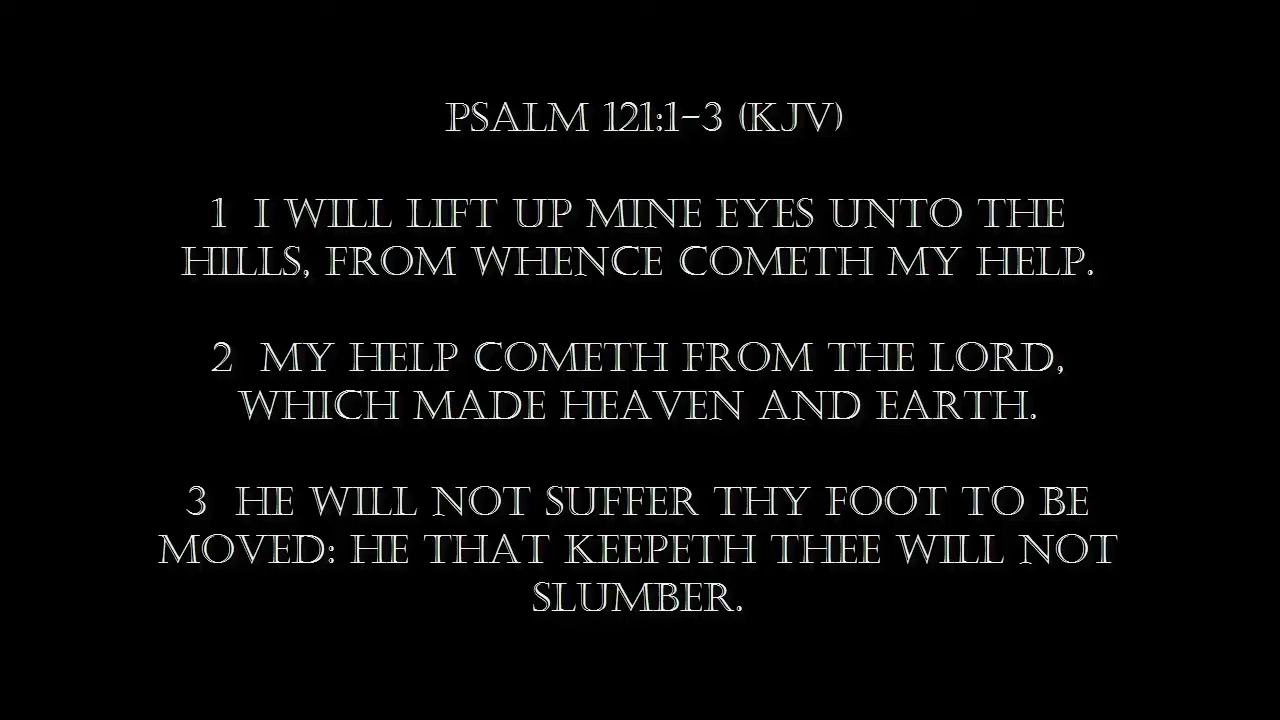 PSALM 121:1-3 (KJV)
1 I WILL LIFT UP MINE EYES UNTO THE
HILLS, FROM WHENCE COMETH MY HELP.
2 MY HELP COMETH FROM THE LORD,
WHICH MADE HEAVEN AND EARTH.
3 HE WILL NOT SUFFER THY FOOT TO BE
MOVED: HE THAT KEEPETH THEE WILL NOT
SLUMBER.